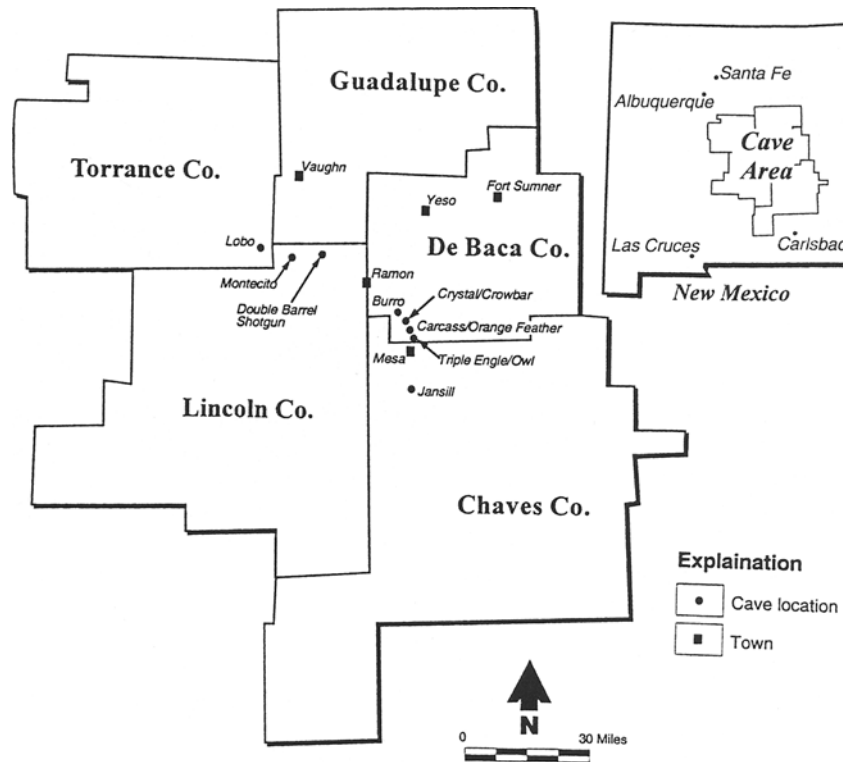 Guadalupe Co.
Santa Fe
Albuquerque
Cave
Area
Torrance Co.
Vaughn
Fort Sumner
Yeso
Lobo
De Baca Co.
Las Cruces
Carlsbad
Montecito
Ramon
New Mexico
Double Barrel
Shotgun
Burro
Crystal/Crowbar
Carcass/Orange Feather
Mesa
Triple Engle/Owl
Jansill
Lincoln Co.
Chaves Co.
Explaination
Cave location
Town
N
0
30 Miles